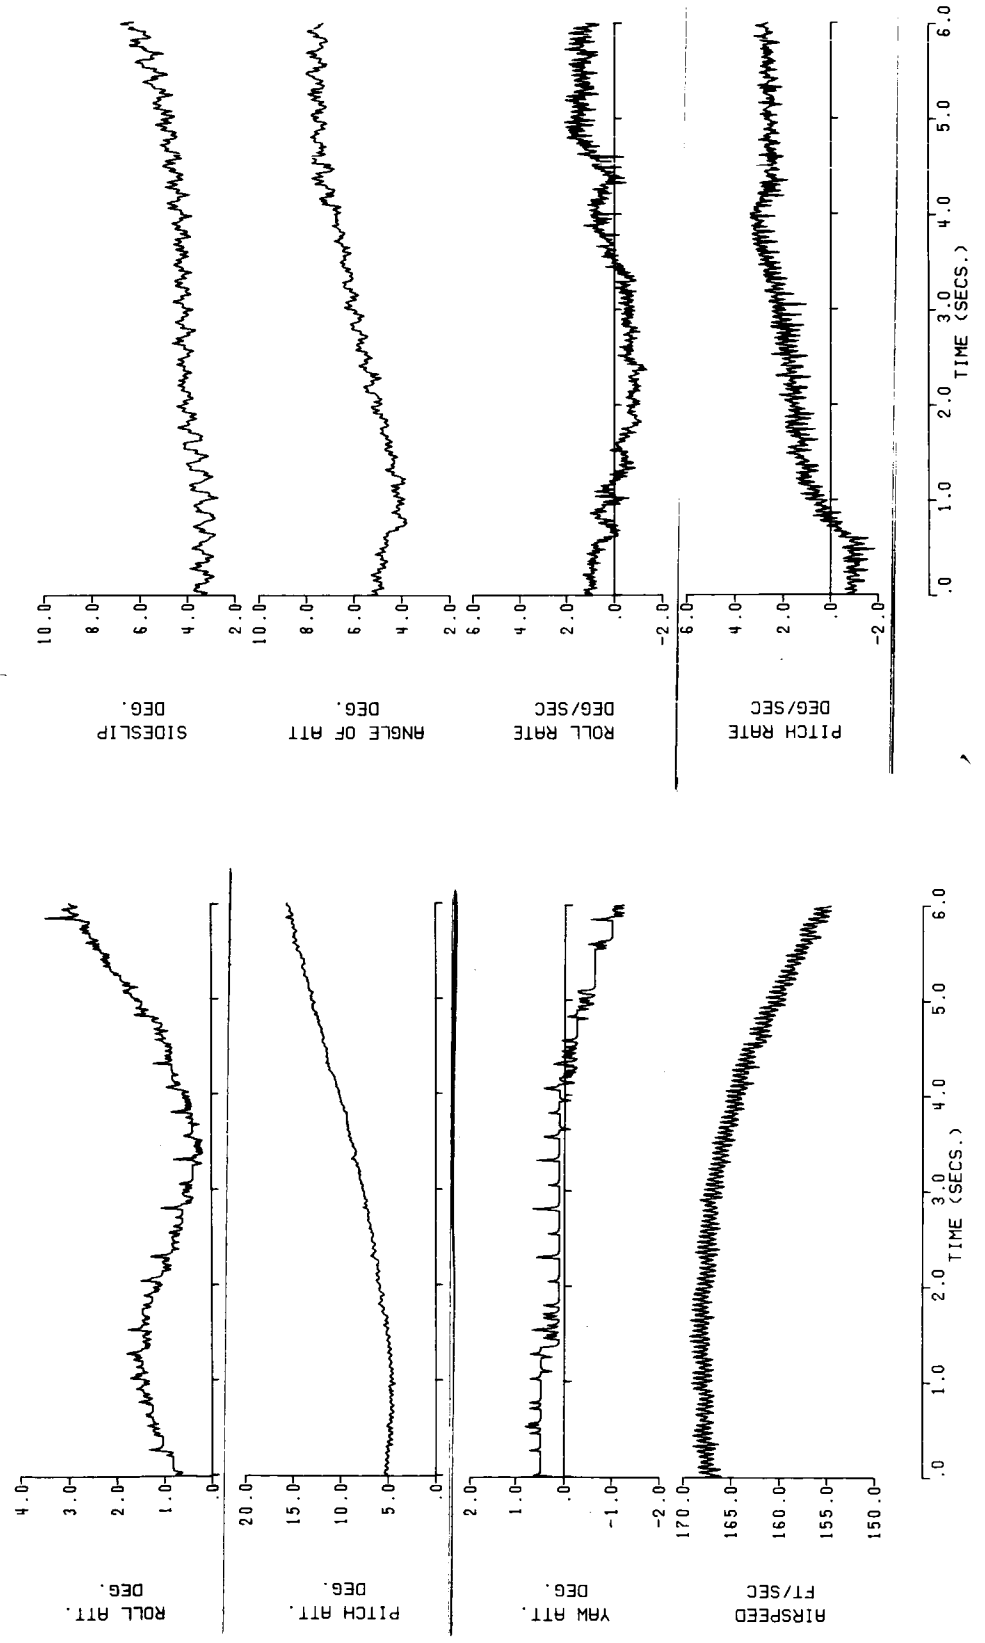 SIDESLIP
DEG.
10.0
8.0
6.0
4.0
2.0
ANGLE OF ATT
DEG.
10.0
8.0
6.0
4.0
2.0
ROLL RATE
DEG/SEC
6.0
4.0
2.0
.0
-2.0
PITCH RATE
DEG/SEC
6.0
4.0
2.0
.0
-2.0
.0 1.0 2.0 3.0 4.0 5.0 6.0
TIME (SECS.)
ROLL ATT.
DEG.
4.0
3.0
2.0
1.0
.0
PITCH ATT.
DEG.
20.0
15.0
10.0
5.0
.0
YAW ATT.
DEG.
2.0
1.0
.0
-1.0
-2.0
AIRSPEED
FT/SEC
170.0
165.0
160.0
155.0
150.0
.0 1.0 2.0 3.0 4.0 5.0 6.0
TIME (SECS.)